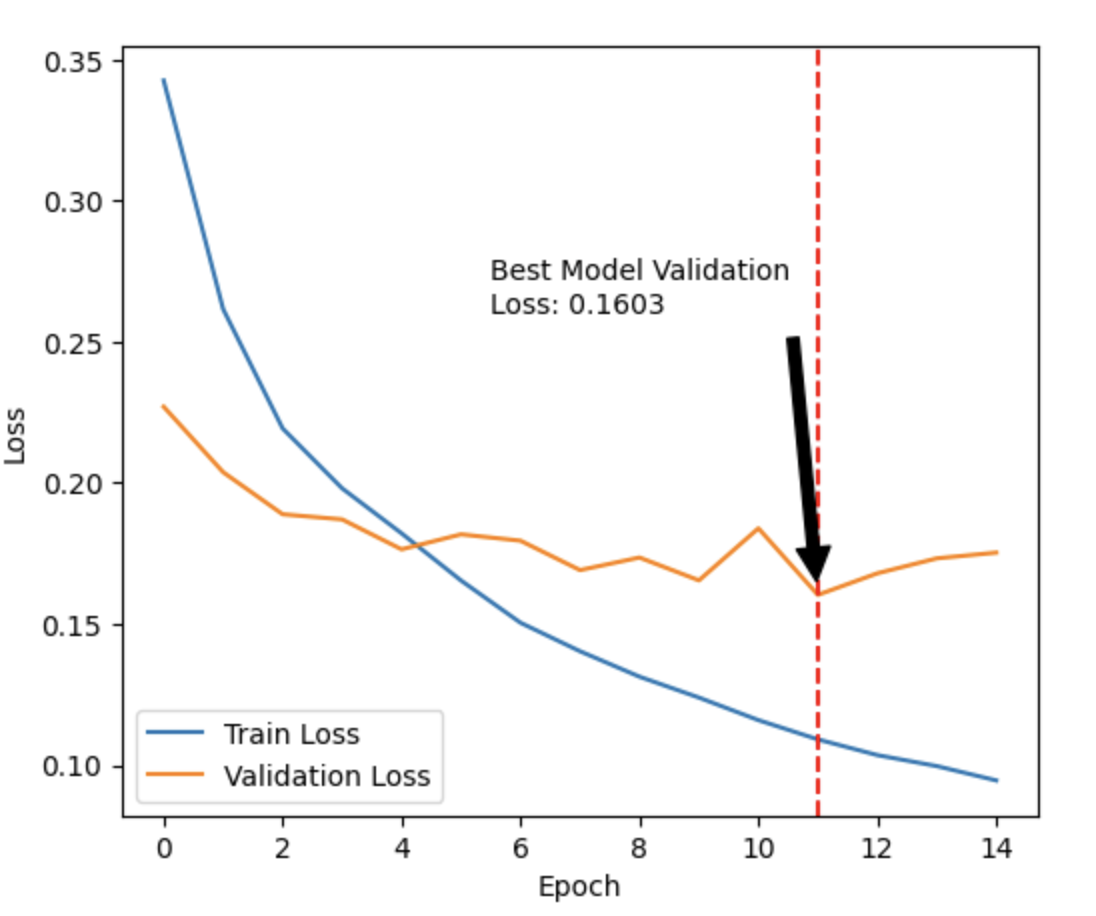 0.35
0.30
0.25
0.20
0.15
0.10
Loss
Best Model Validation
Loss: 0.1603
Train Loss
Validation Loss
0 2 4 6 8 10 12 14
Epoch